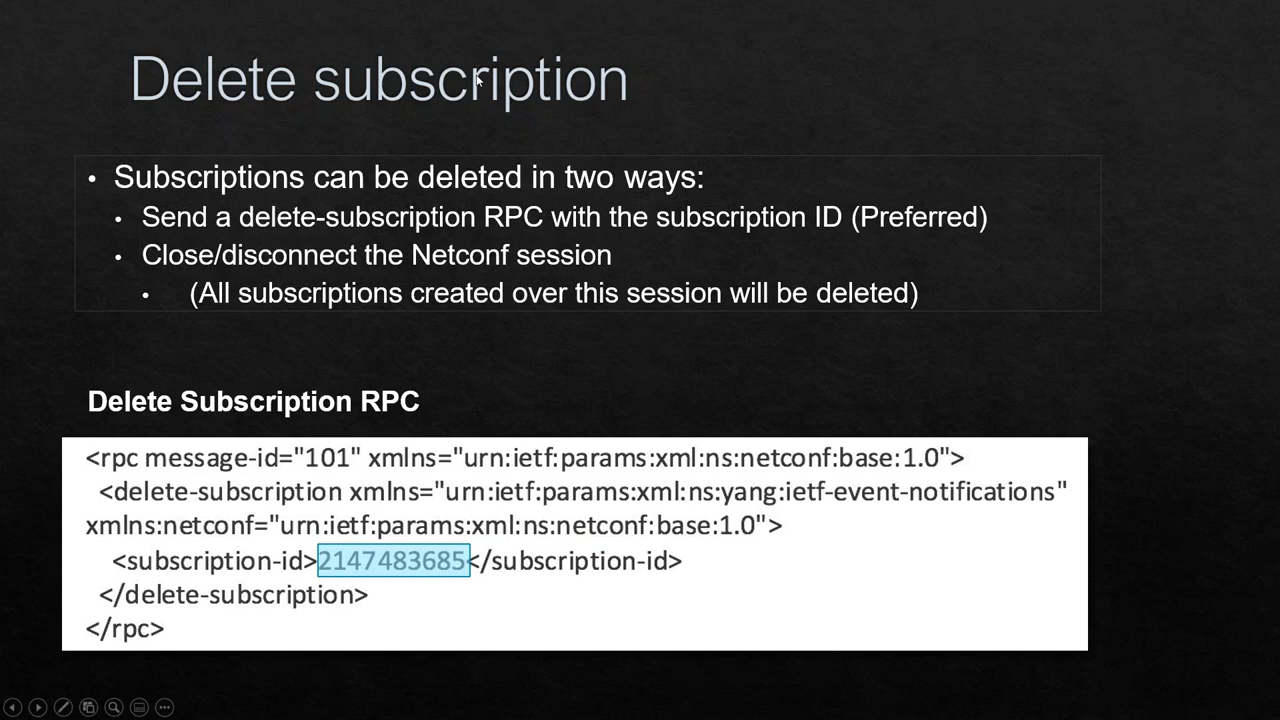 Delete subscription
• Subscriptions can be deleted in two ways:
• Send a delete-subscription RPC with the subscription ID (Preferred)
• Close/disconnect the Netconf session
• (All subscriptions created over this session will be deleted)
Delete Subscription RPC
<rpc message-id="101" xmlns="urn:ietf:params:xml:ns:netconf:base:1.0">
<delete-subscription xmlns="urn:ietf:params:xml:ns:yang:ietf-event-notifications"
xmlns:netconf="urn:ietf:params:xml:ns:netconf:base:1.0">
<subscription-id>2147483685</subscription-id>
</delete-subscription>
</rpc>